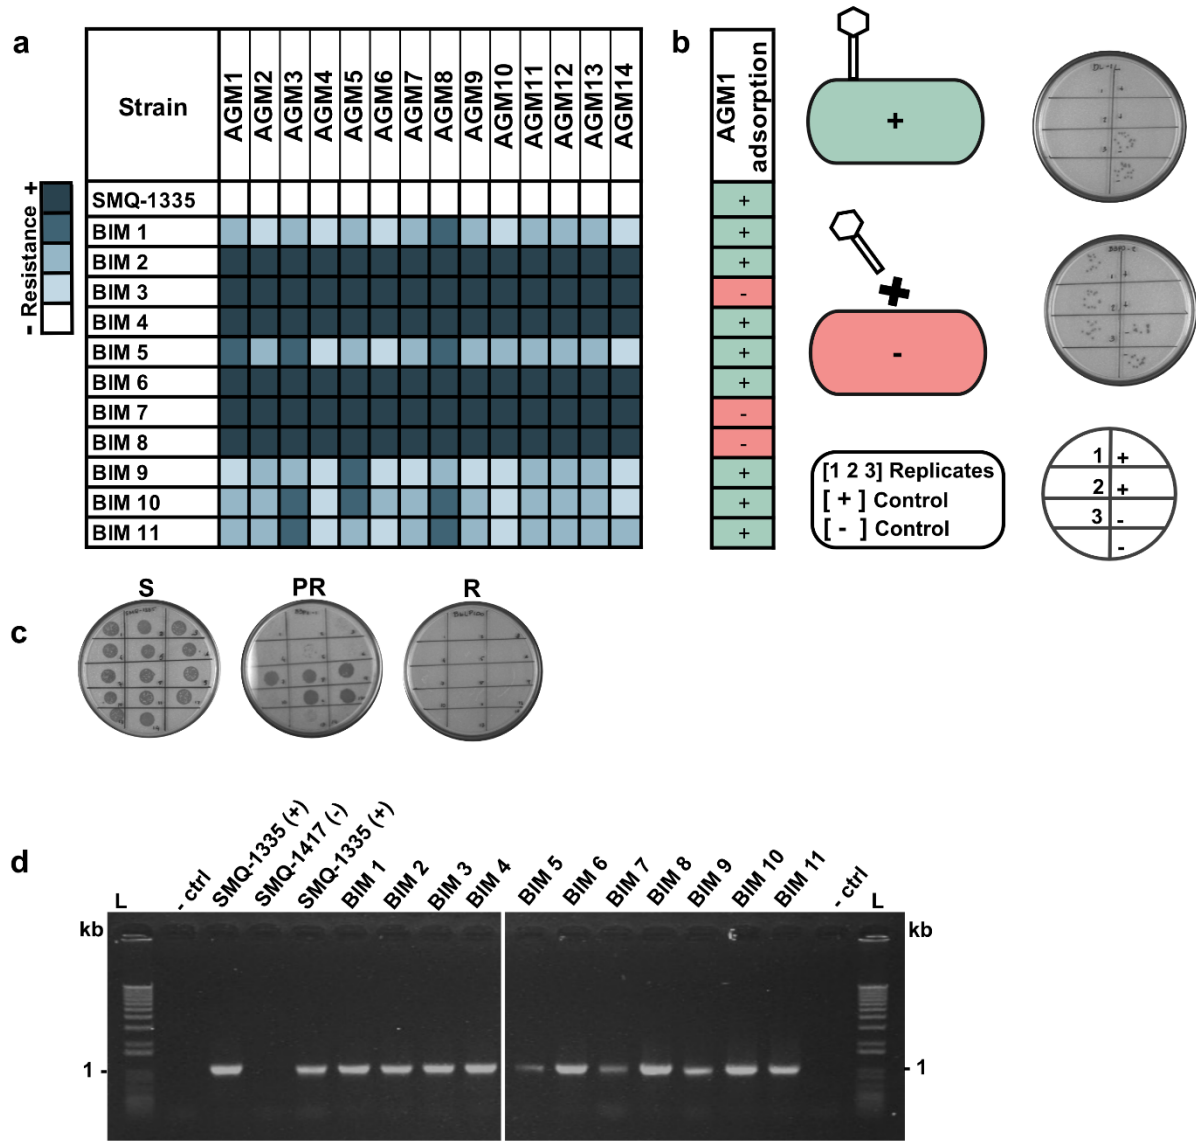 a
Strain
AGM1
AGM2
AGM3
AGM4
AGM5
AGM6
AGM7
AGM8
AGM9
AGM10
AGM11
AGM12
AGM13
AGM14
- Resistance +
SMQ-1335
BIM 1
BIM 2
BIM 3
BIM 4
BIM 5
BIM 6
BIM 7
BIM 8
BIM 9
BIM 10
BIM 11
b
AGM1
adsorption
+
+
+
-
+
+
+
-
-
+
+
+
+
-
[1 2 3] Replicates
[ + ] Control
[ - ] Control
1 +
2 +
3 -
-
c
S
PR
R
d
L
- ctrl
SMQ-1335 (+)
SMQ-1417 (-)
SMQ-1335 (+)
BIM 1
BIM 2
BIM 3
BIM 4
BIM 5
BIM 6
BIM 7
BIM 8
BIM 9
BIM 10
BIM 11
- ctrl
L
kb
kb
1 -
- 1